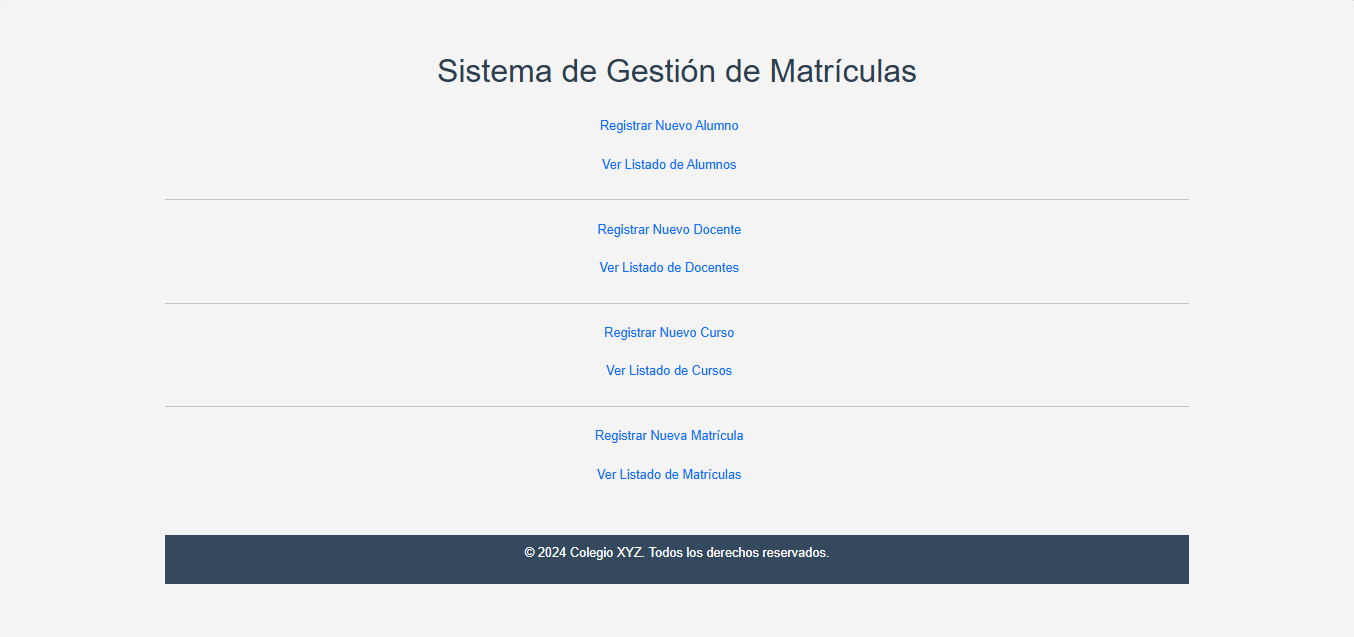 Sistema de Gestión de Matrículas
Registrar Nuevo Alumno
Ver Listado de Alumnos
Registrar Nuevo Docente
Ver Listado de Docentes
Registrar Nuevo Curso
Ver Listado de Cursos
Registrar Nueva Matrícula
Ver Listado de Matrículas
© 2024 Colegio XYZ. Todos los derechos reservados.